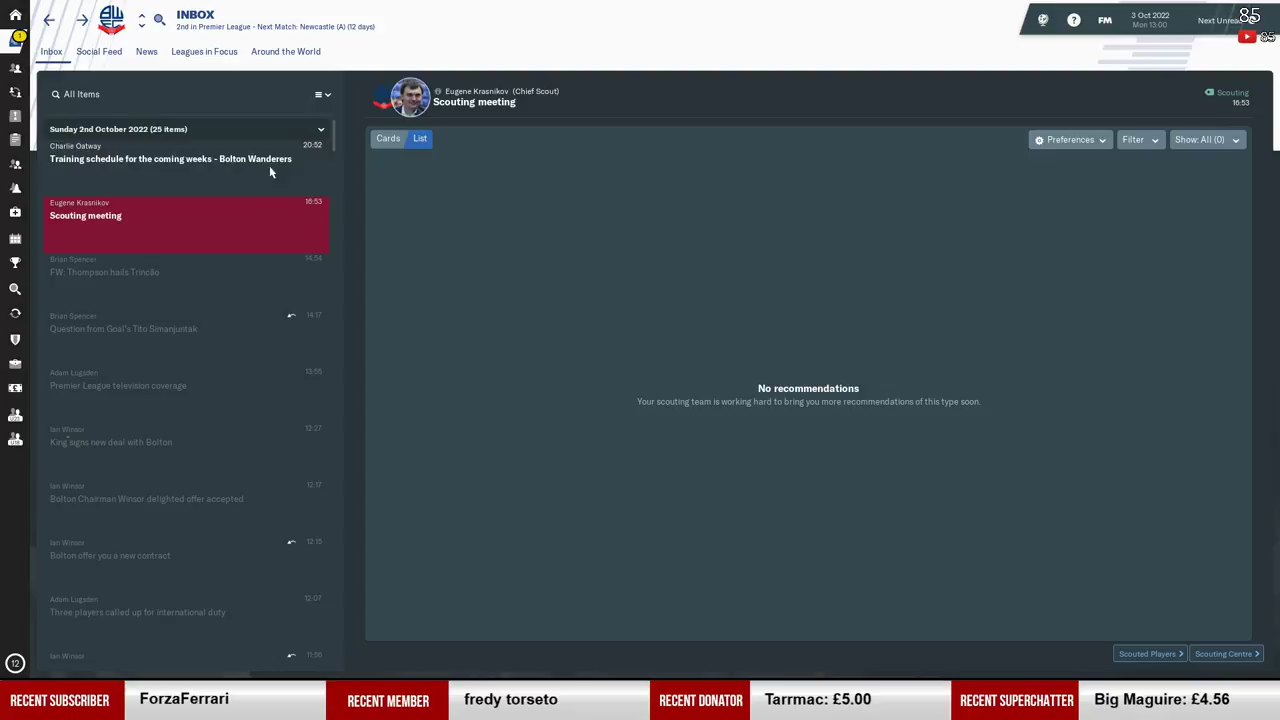 INBOX
2nd in Premier League - Next Match: Newcastle (A) (12 days)
FM
3 Oct 2022
Mon 13:00
Next Unrea
85
85
1
Inbox
Social Feed
News
Leagues in Focus
Around the World
All Items
Sunday 2nd October 2022 (25 items)
Charlie Oatway
20:52
Training schedule for the coming weeks - Bolton Wanderers
Eugene Krasnikov
16:53
Scouting meeting
Brian Spencer
14:54
FW: Thompson hails Trincão
Brian Spencer
14:17
Question from Goal's Tito Simanjuntak
Adam Lugsden
13:55
Premier League television coverage
Ian Winsor
12:27
King signs new deal with Bolton
Ian Winsor
12:17
Bolton Chairman Winsor delighted offer accepted
Ian Winsor
12:15
Bolton offer you a new contract
Adam Lugsden
12:07
Three players called up for international duty
Ian Winsor
11:55
12
Eugene Krasnikov (Chief Scout)
Scouting meeting
Scouting
16:53
Cards
List
Preferences
Filter
Show: All (0)
No recommendations
Your scouting team is working hard to bring you more recommendations of this type soon.
Scouted Players
Scouting Centre
RECENT SUBSCRIBER
ForzaFerrari
RECENT MEMBER
fredy torseto
RECENT DONATOR
Tarrmac: £5.00
RECENT SUPERCHATTER
Big Maguire: £4.56